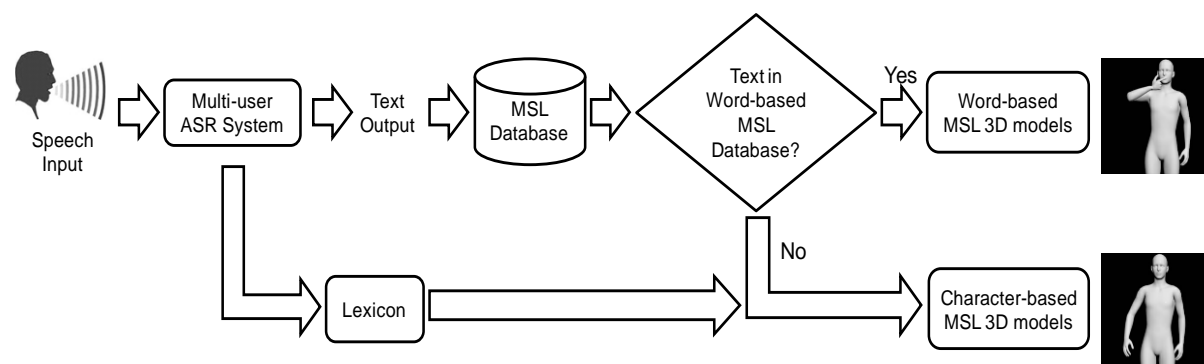 Speech
Input
Multi-user
ASR System
Text
Output
MSL
Database
Text in
Word-based
MSL
Database?
Yes
Word-based
MSL 3D models
No
Lexicon
Character-based
MSL 3D models